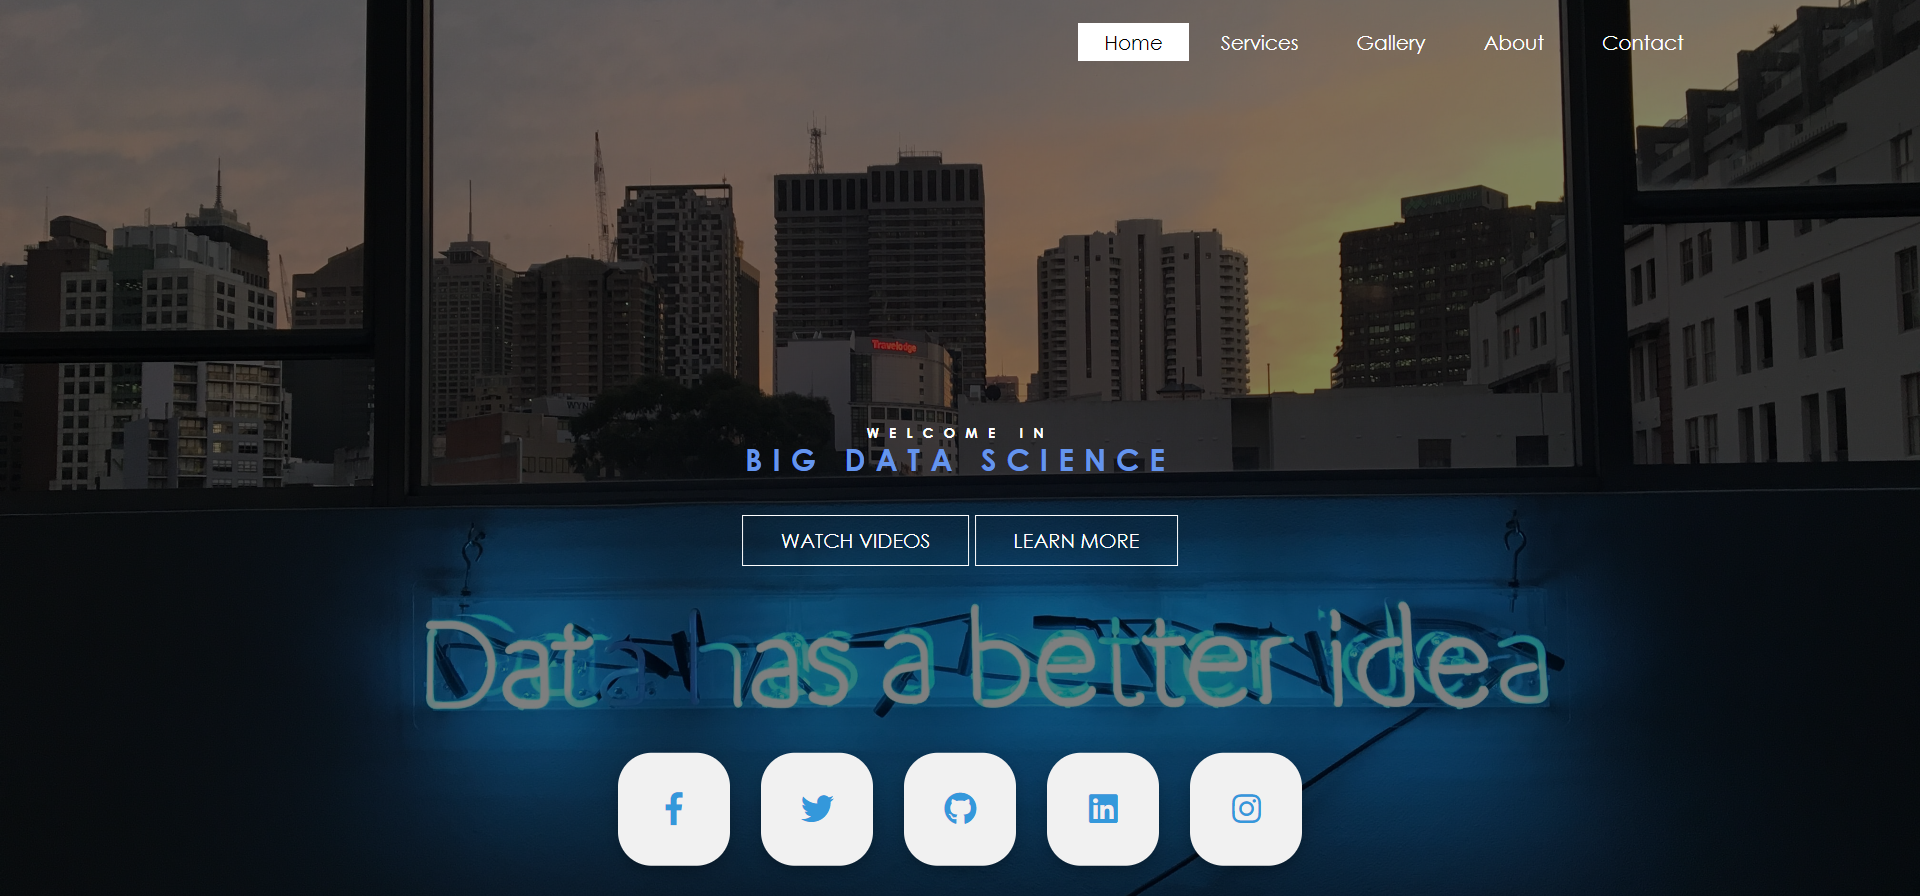 Home Services Gallery About Contact
Travelodge
WELCOME IN
BIG DATA SCIENCE
WATCH VIDEOS LEARN MORE
Data has a better idea